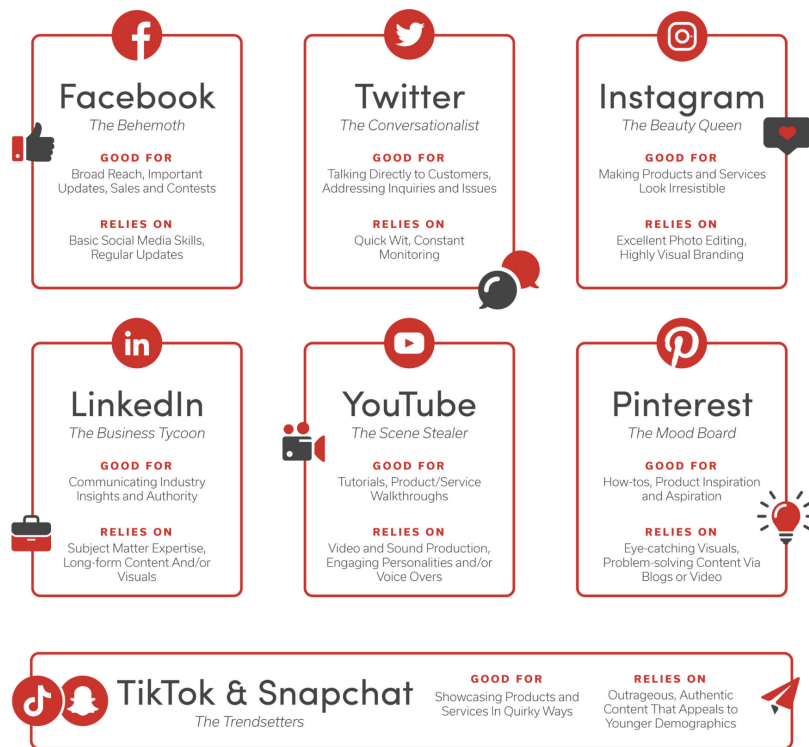 Facebook
The Behemoth
GOOD FOR
Broad Reach, Important
Updates, Sales and Contests
RELIES ON
Basic Social Media Skills,
Regular Updates
Twitter
The Conversationalist
GOOD FOR
Talking Directly to Customers,
Addressing Inquiries and Issues
RELIES ON
Quick Wit, Constant
Monitoring
Instagram
The Beauty Queen
GOOD FOR
Making Products and Services
Look Irresistible
RELIES ON
Excellent Photo Editing,
Highly Visual Branding
in
LinkedIn
The Business Tycoon
GOOD FOR
Communicating Industry
Insights and Authority
RELIES ON
Subject Matter Expertise,
Long-form Content And/or
Visuals
YouTube
The Scene Stealer
GOOD FOR
Tutorials, Product/Service
Walkthroughs
RELIES ON
Video and Sound Production,
Engaging Personalities and/or
Voice Overs
Pinterest
The Mood Board
GOOD FOR
How-tos, Product Inspiration
and Aspiration
RELIES ON
Eye-catching Visuals,
Problem-solving Content Via
Blogs or Video
TikTok & Snapchat
The Trendsetters
GOOD FOR
Showcasing Products and
Services In Quirky Ways
RELIES ON
Outrageous, Authentic
Content That Appeals to
Younger Demographics